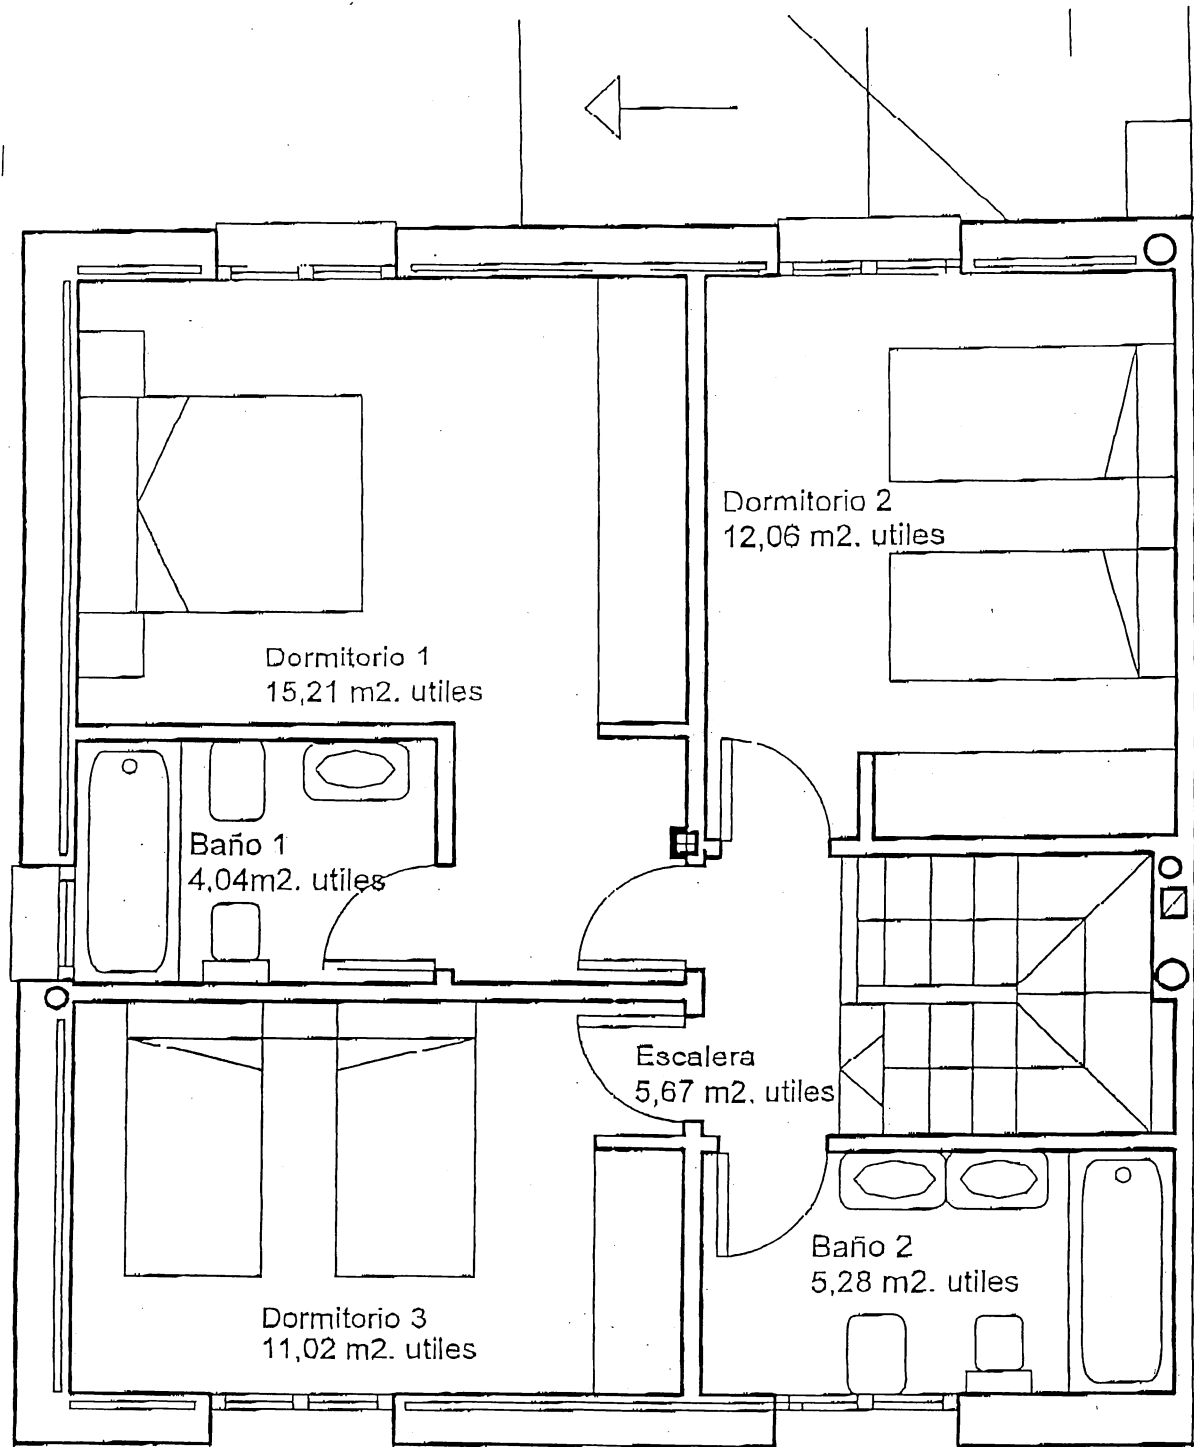 Dormitorio 2
12,06 m2. utiles
Dormitorio 1
15,21 m2. utiles
Baño 1
4,04m2. utiles
Escalera
5,67 m2. utiles
Baño 2
5,28 m2. utiles
Dormitorio 3
11,02 m2. utiles